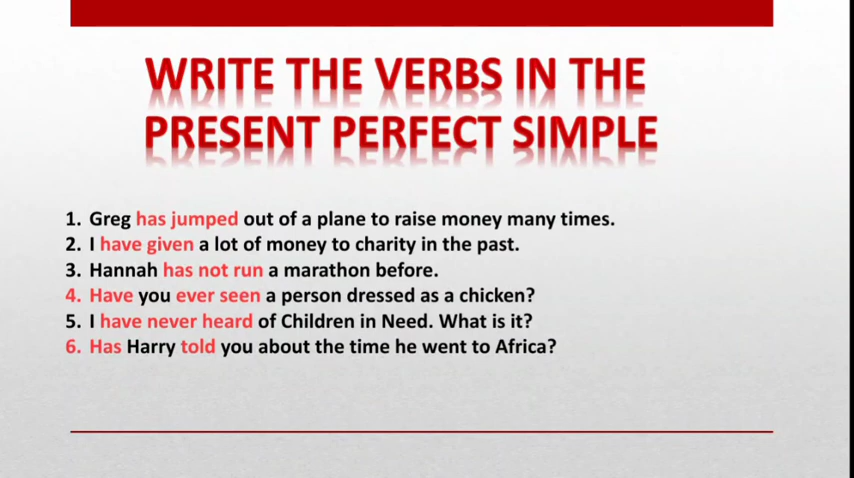 WRITE THE VERBS IN THE
PRESENT PERFECT SIMPLE
1. Greg has jumped out of a plane to raise money many times.
2. I have given a lot of money to charity in the past.
3. Hannah has not run a marathon before.
4. Have you ever seen a person dressed as a chicken?
5. I have never heard of Children in Need. What is it?
6. Has Harry told you about the time he went to Africa?